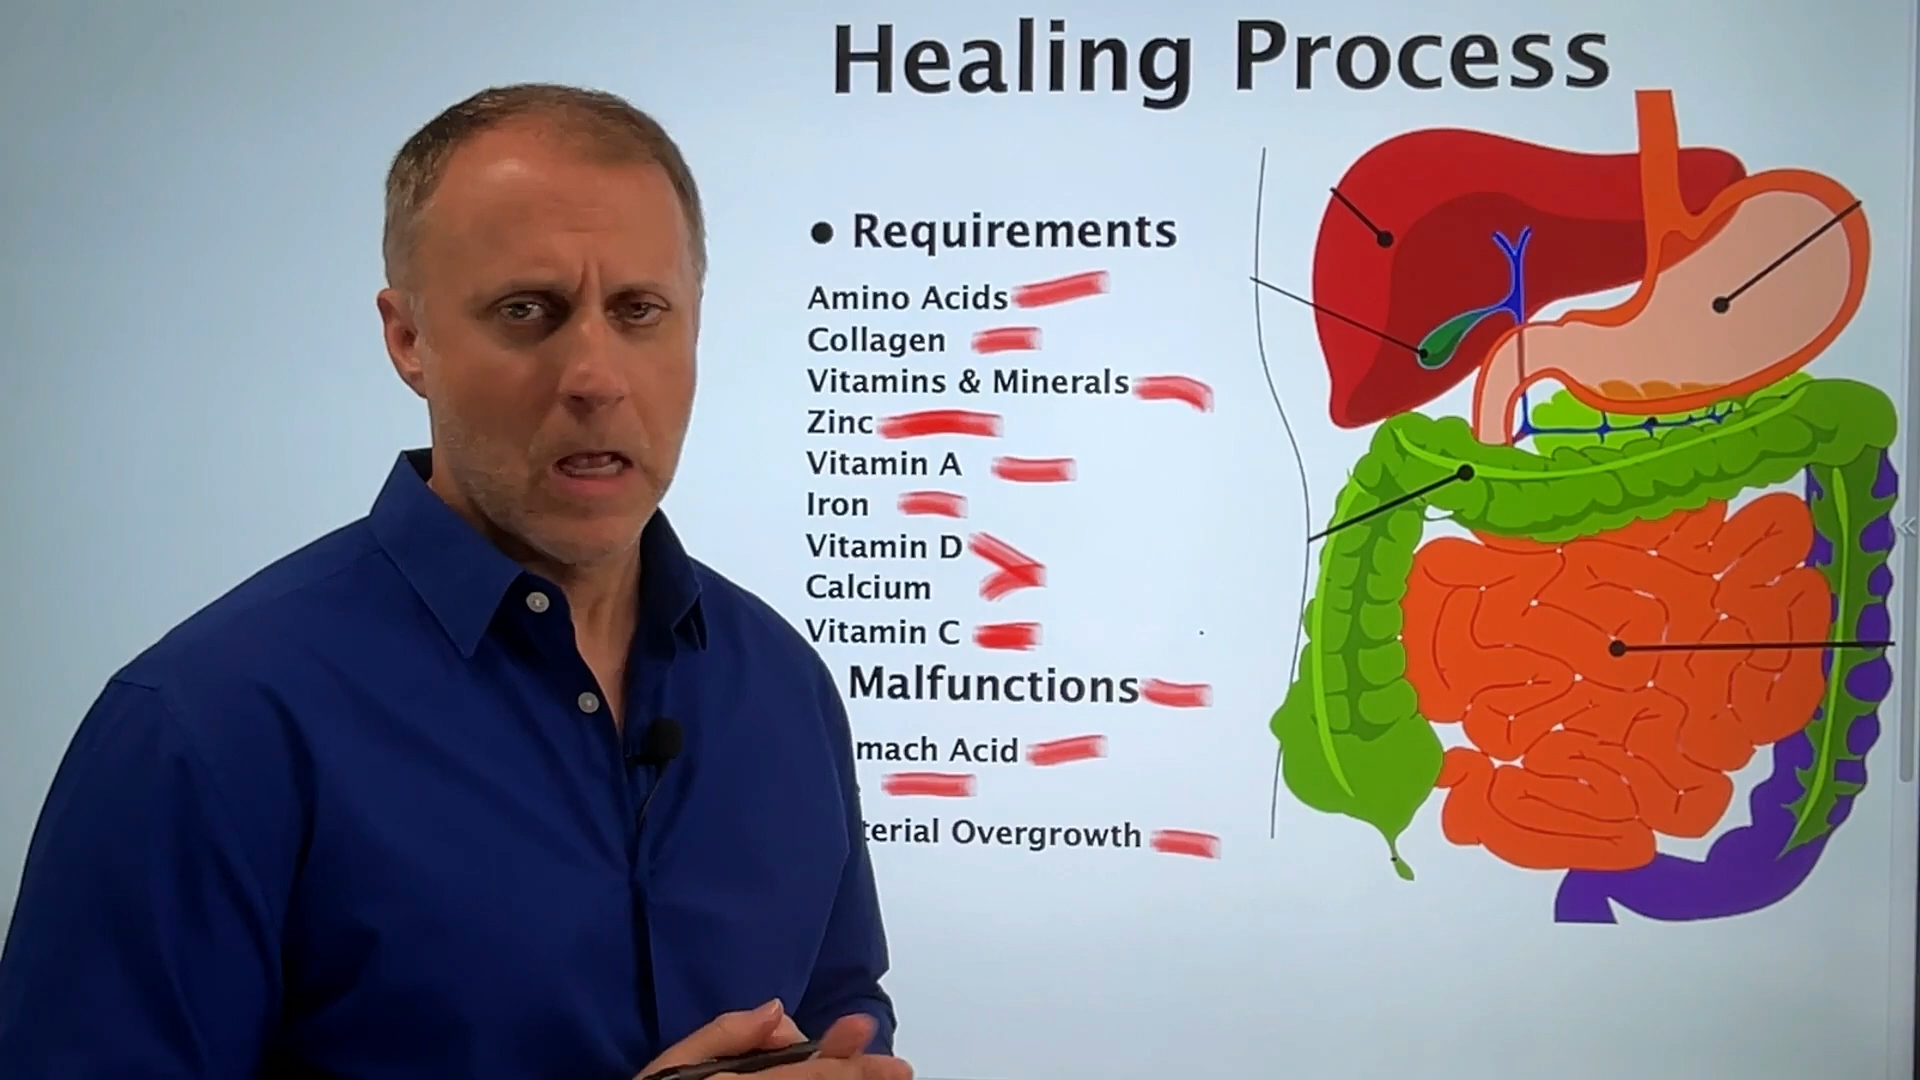 Healing Process
• Requirements
Amino Acids
Collagen
Vitamins & Minerals
Zinc
Vitamin A
Iron
Vitamin D
Calcium
Vitamin C
Malfunctions
mach Acid
terial Overgrowth